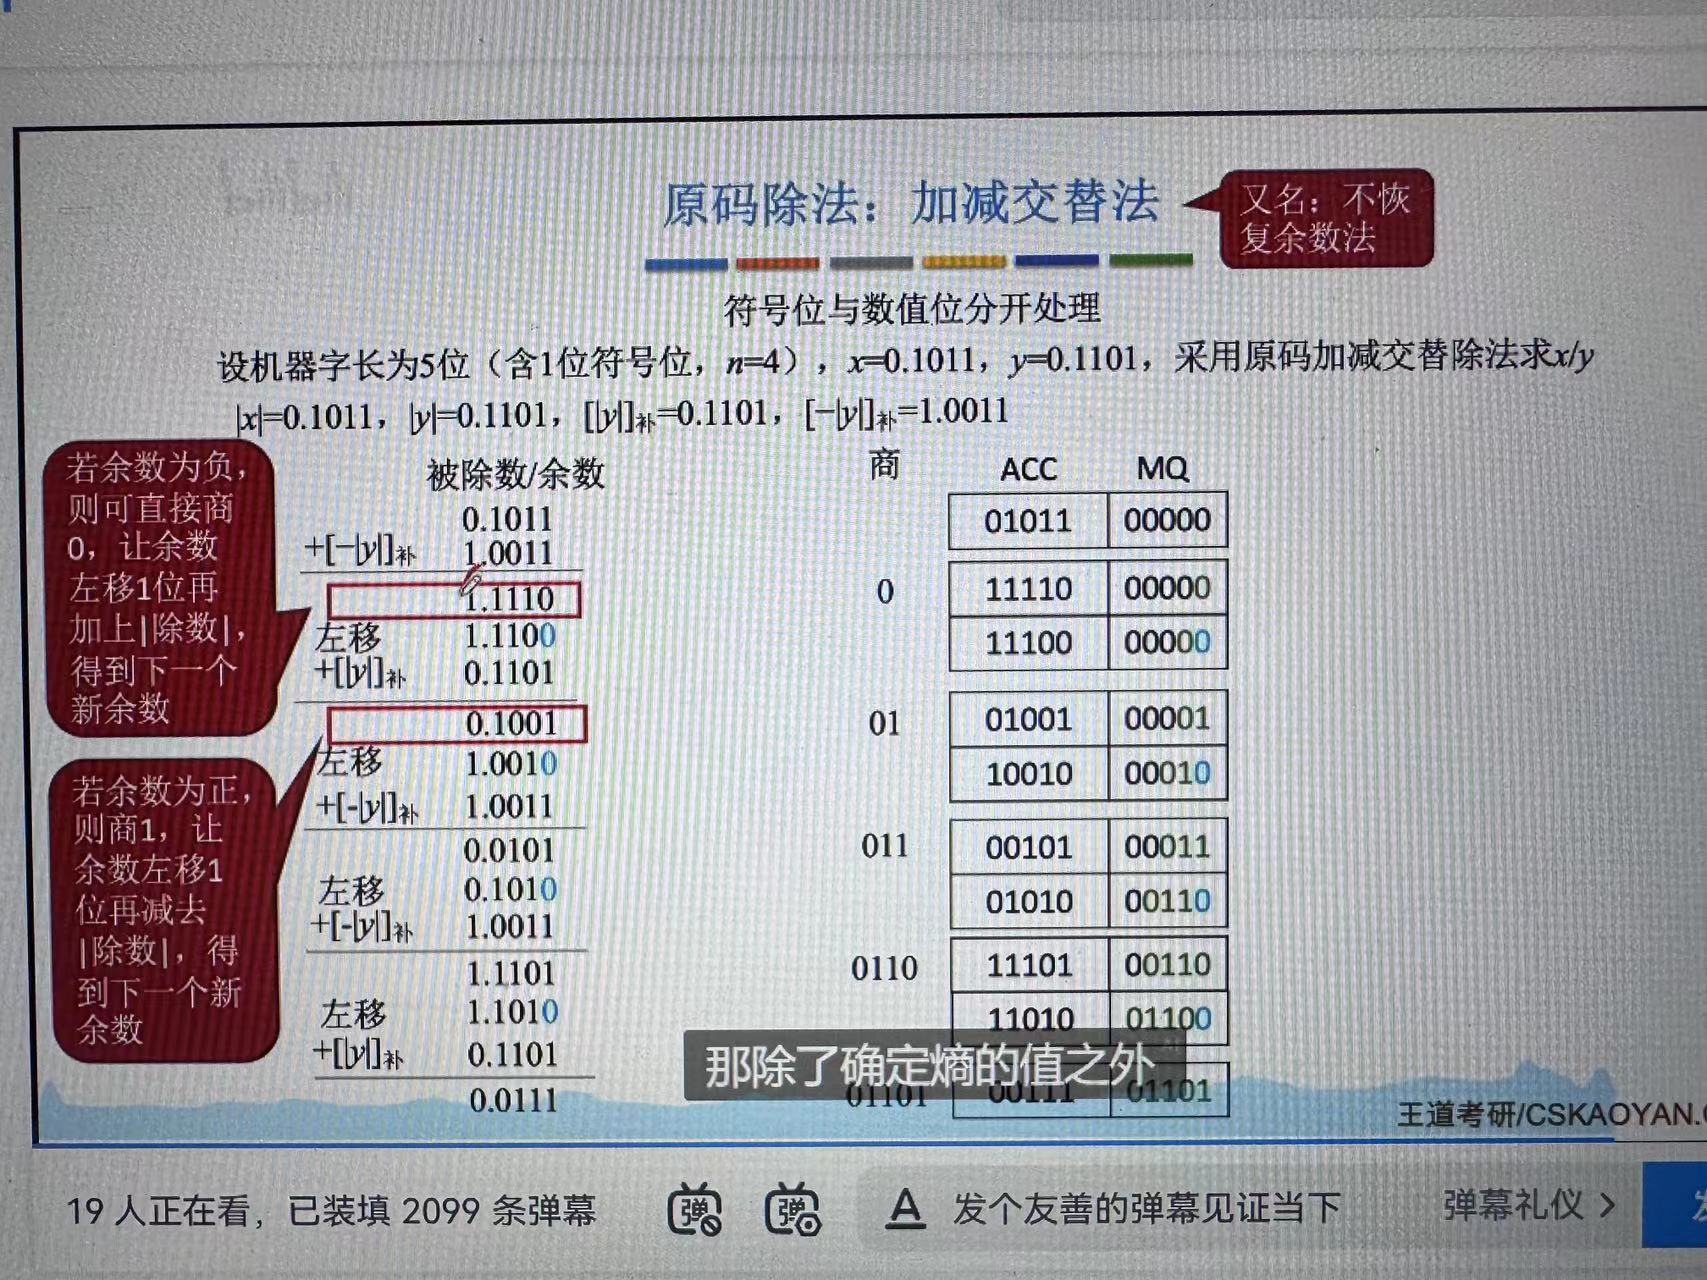 原码除法：加减交替法
又名：不恢
复余数法
符号位与数值位分开处理
设机器字长为5位（含1位符号位，n=4），x=0.1011，y=0.1101，采用原码加减交替除法求x/y
|x|=0.1011，|y|=0.1101，[|y|]补=0.1101，[−|y|]补=1.0011
若余数为负，
则可直接商
0，让余数
左移1位再
加上|除数|，
得到下一个
新余数
若余数为正，
则商1，让
余数左移1
位再减去
|除数|，得
到下一个新
余数
被除数/余数
0.1011
+[−|y|]补 1.0011
1.1110
左移 1.1100
+[|y|]补 0.1101
0.1001
左移 1.0010
+[-|y|]补 1.0011
0.0101
左移 0.1010
+[-|y|]补 1.0011
1.1101
左移 1.1010
+[|y|]补 0.1101
0.0111
商 ACC MQ
01011 00000
0 11110 00000
11100 00000
01 01001 00001
10010 00010
011 00101 00011
01010 00110
0110 11101 00110
11010 01100
01101 00111 01101
那除了确定熵的值之外
王道考研/CSKAOYAN.
19 人正在看，已装填 2099 条弹幕
弹
弹
A
发个友善的弹幕见证当下
弹幕礼仪 >